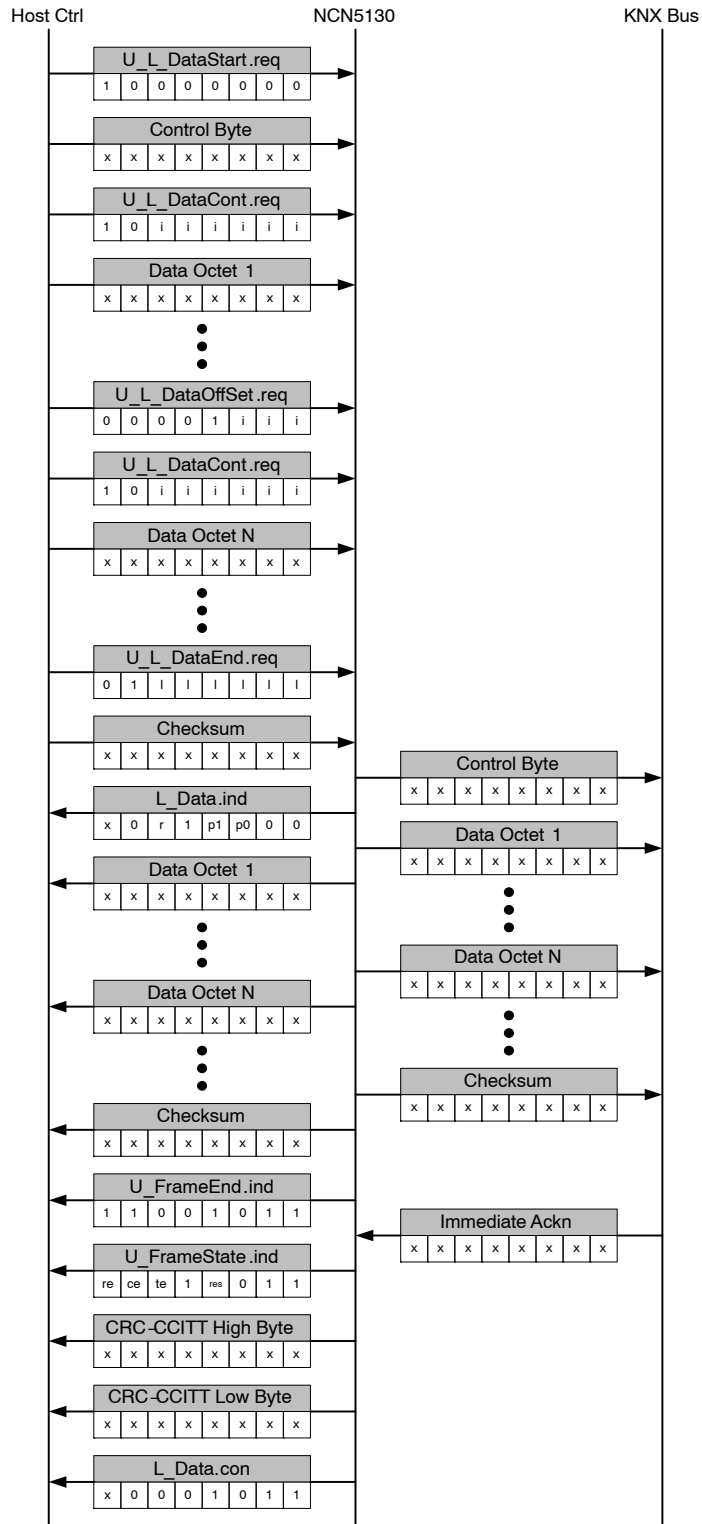 Host Ctrl NCN5130 KNX Bus
U_L_DataStart.req
1 0 0 0 0 0 0 0
Control Byte
x x x x x x x x
U_L_DataCont.req
1 0 i i i i i i
Data Octet 1
x x x x x x x x
U_L_DataOffSet.req
0 0 0 0 1 i i i
U_L_DataCont.req
1 0 i i i i i i
Data Octet N
x x x x x x x x
U_L_DataEnd.req
0 1 l l l l l l
Checksum
x x x x x x x x
Control Byte
x x x x x x x x
L_Data.ind
x 0 r 1 p1 p0 0 0
Data Octet 1
x x x x x x x x
Data Octet 1
x x x x x x x x
Data Octet N
x x x x x x x x
Data Octet N
x x x x x x x x
Checksum
x x x x x x x x
Checksum
x x x x x x x x
U_FrameEnd.ind
1 1 0 0 1 0 1 1
Immediate Ackn
x x x x x x x x
U_FrameState.ind
re ce te 1 res 0 1 1
CRC-CCITT High Byte
x x x x x x x x
CRC-CCITT Low Byte
x x x x x x x x
L_Data.con
x 0 0 0 1 0 1 1